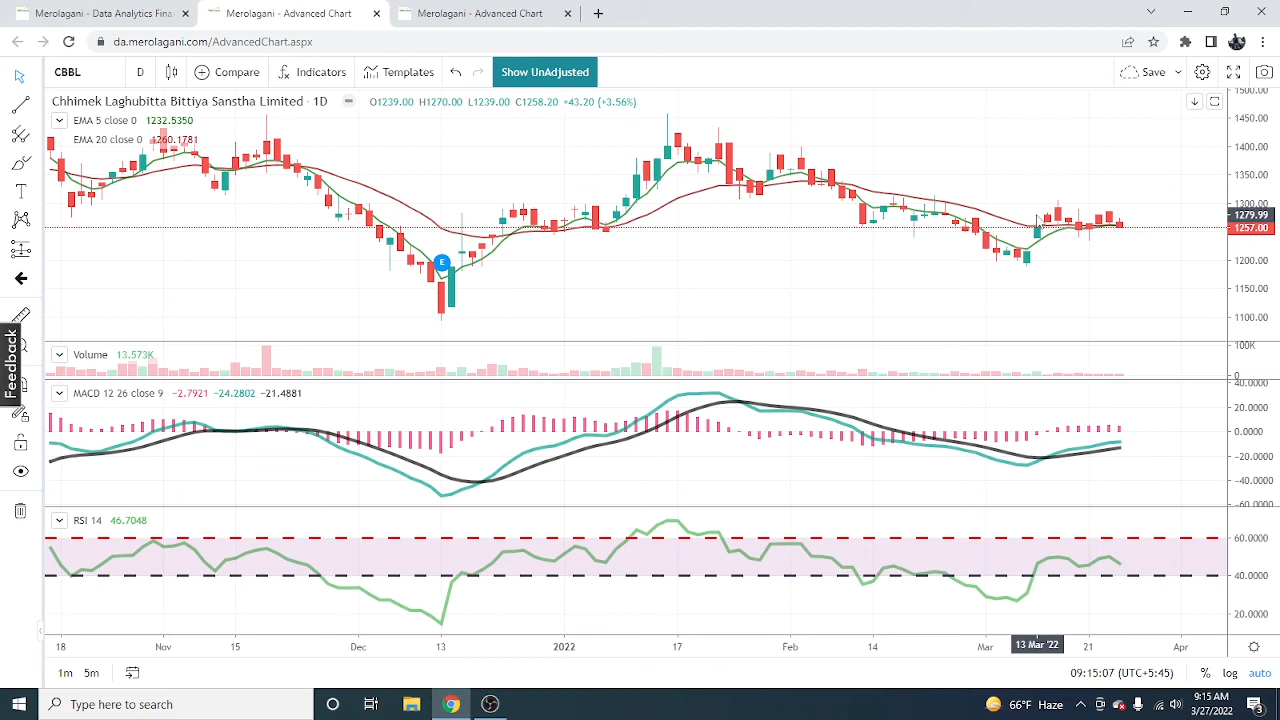 Merolagani - Data Analytics Finan
Merolagani - Advanced Chart
Merolagani - Advanced Chart
da.merolagani.com/AdvancedChart.aspx
CBBL D Compare Indicators Templates Show UnAdjusted Save
Chhimek Laghubitta Bittiya Sanstha Limited · 1D O1239.00 H1270.00 L1239.00 C1258.20 +43.20 (+3.56%)
EMA 5 close 0 1232.5350
EMA 20 close 0 1260.1781
1500.00
1450.00
1400.00
1350.00
1300.00
1279.99
1257.00
1200.00
1150.00
1100.00
E
Feedback
Volume 13.573K
100K
0
MACD 12 26 close 9 −2.7921 −24.2802 −21.4881
40.0000
20.0000
0.0000
−20.0000
−40.0000
−60.0000
RSI 14 46.7048
60.0000
40.0000
20.0000
18 Nov 15 Dec 13 2022 17 Feb 14 Mar 13 Mar '22 21 Apr
1m 5m 09:15:07 (UTC+5:45) % log auto
Type here to search 66°F Haze 9:15 AM
3/27/2022